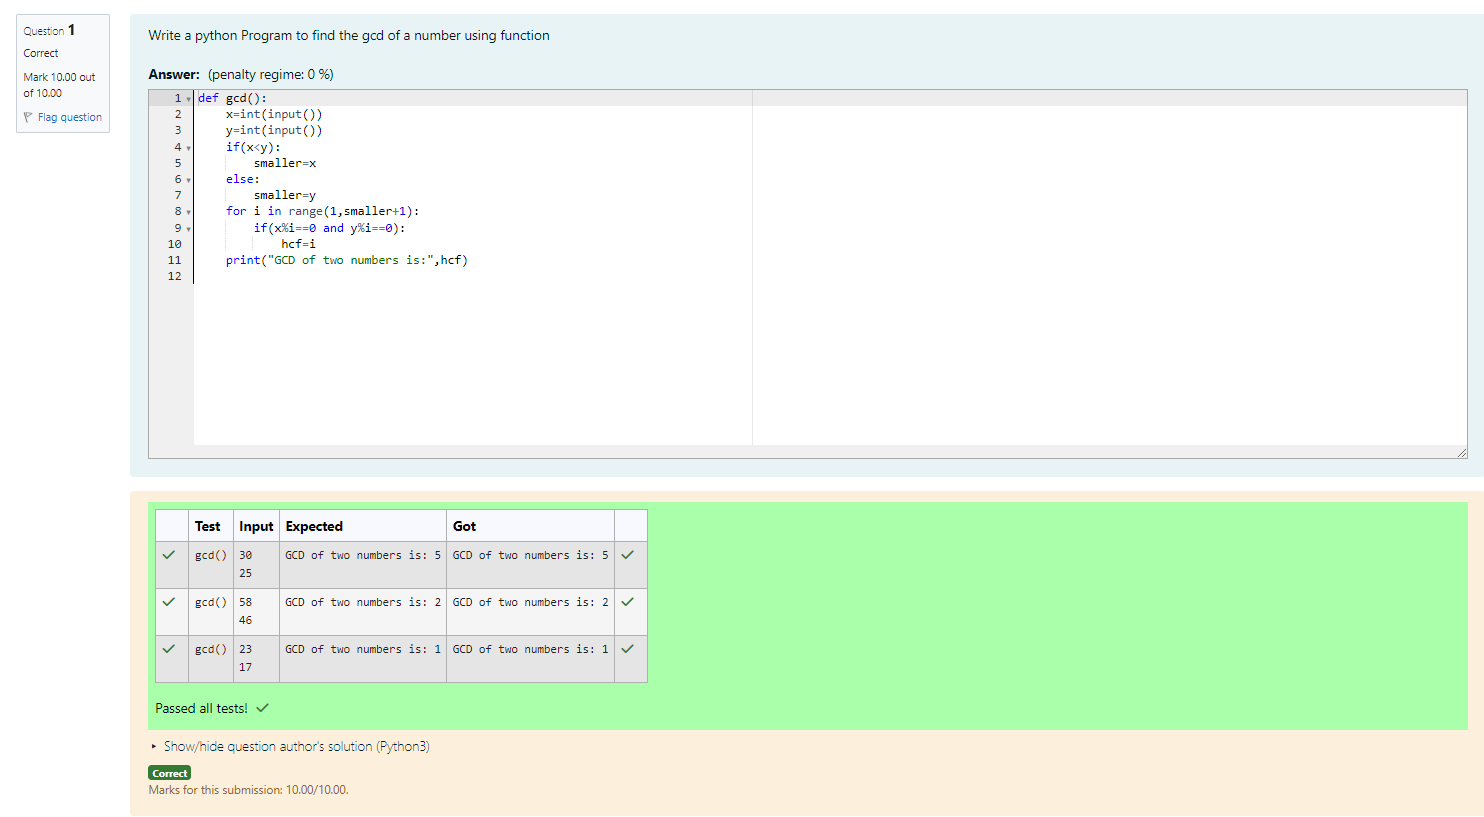 Question 1
Correct
Mark 10.00 out
of 10.00
Flag question
Write a python Program to find the gcd of a number using function
Answer: (penalty regime: 0 %)
1 def gcd():
2     x=int(input())
3     y=int(input())
4     if(x<y):
5         smaller=x
6     else:
7         smaller=y
8     for i in range(1,smaller+1):
9         if(x%i==0 and y%i==0):
10             hcf=i
11     print("GCD of two numbers is:",hcf)
12
Test Input Expected Got
gcd() 30 GCD of two numbers is: 5 GCD of two numbers is: 5
25
gcd() 58 GCD of two numbers is: 2 GCD of two numbers is: 2
46
gcd() 23 GCD of two numbers is: 1 GCD of two numbers is: 1
17
Passed all tests!
Show/hide question author's solution (Python3)
Correct
Marks for this submission: 10.00/10.00.